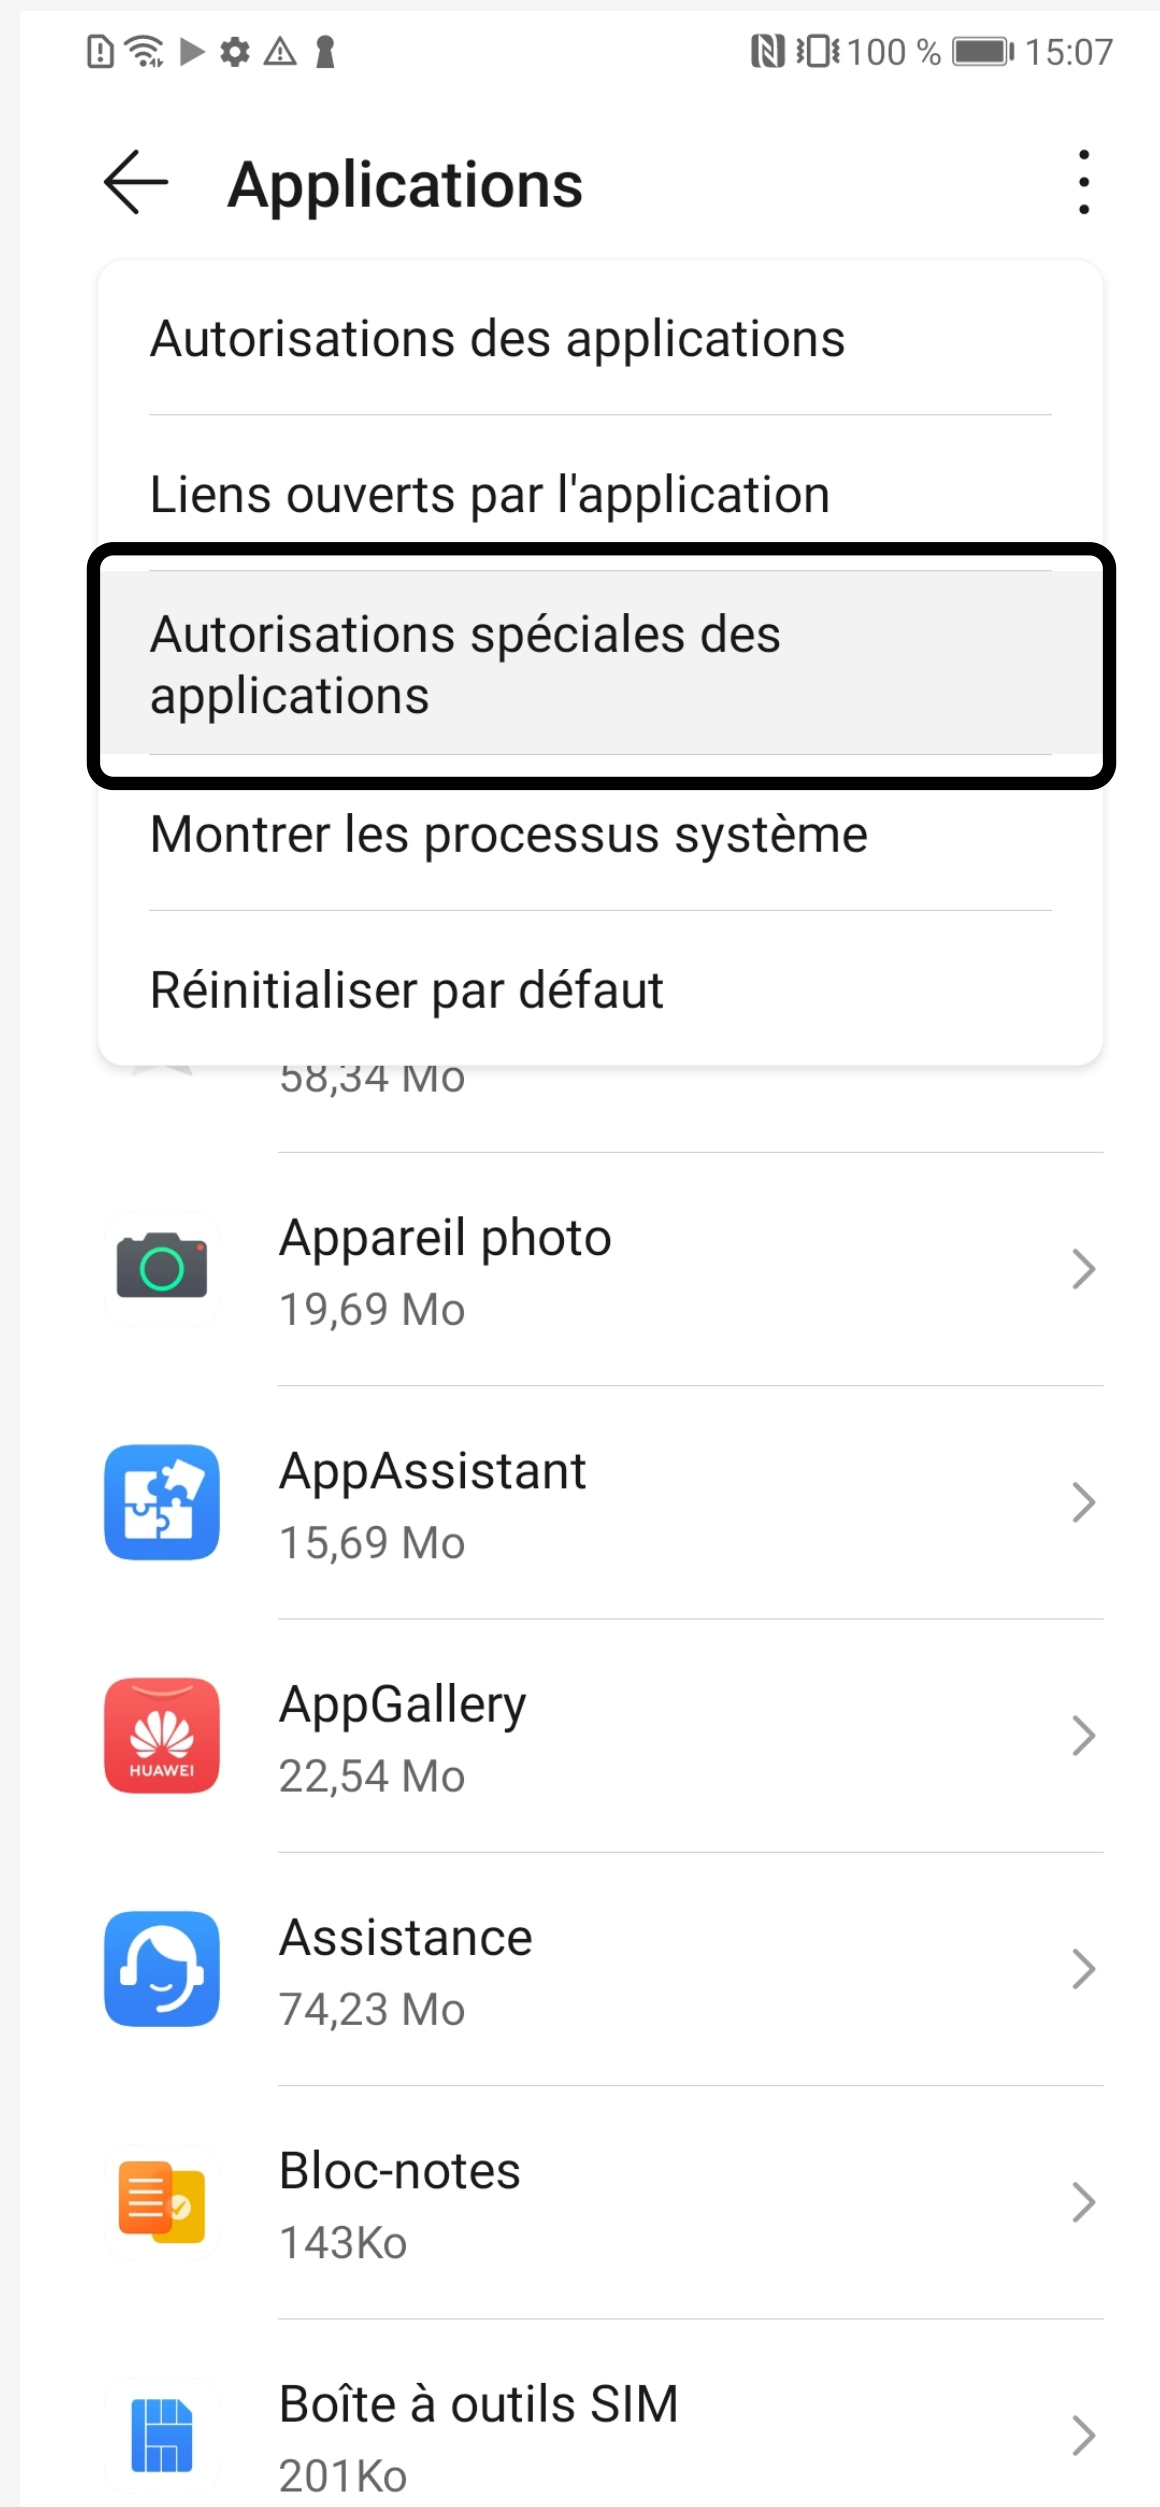 100 % 15:07
Applications
Autorisations des applications
Liens ouverts par l'application
Autorisations spéciales des
applications
Montrer les processus système
Réinitialiser par défaut
58,34 Mo
Appareil photo
19,69 Mo
AppAssistant
15,69 Mo
AppGallery
HUAWEI
22,54 Mo
Assistance
74,23 Mo
Bloc-notes
143Ko
Boîte à outils SIM
201Ko